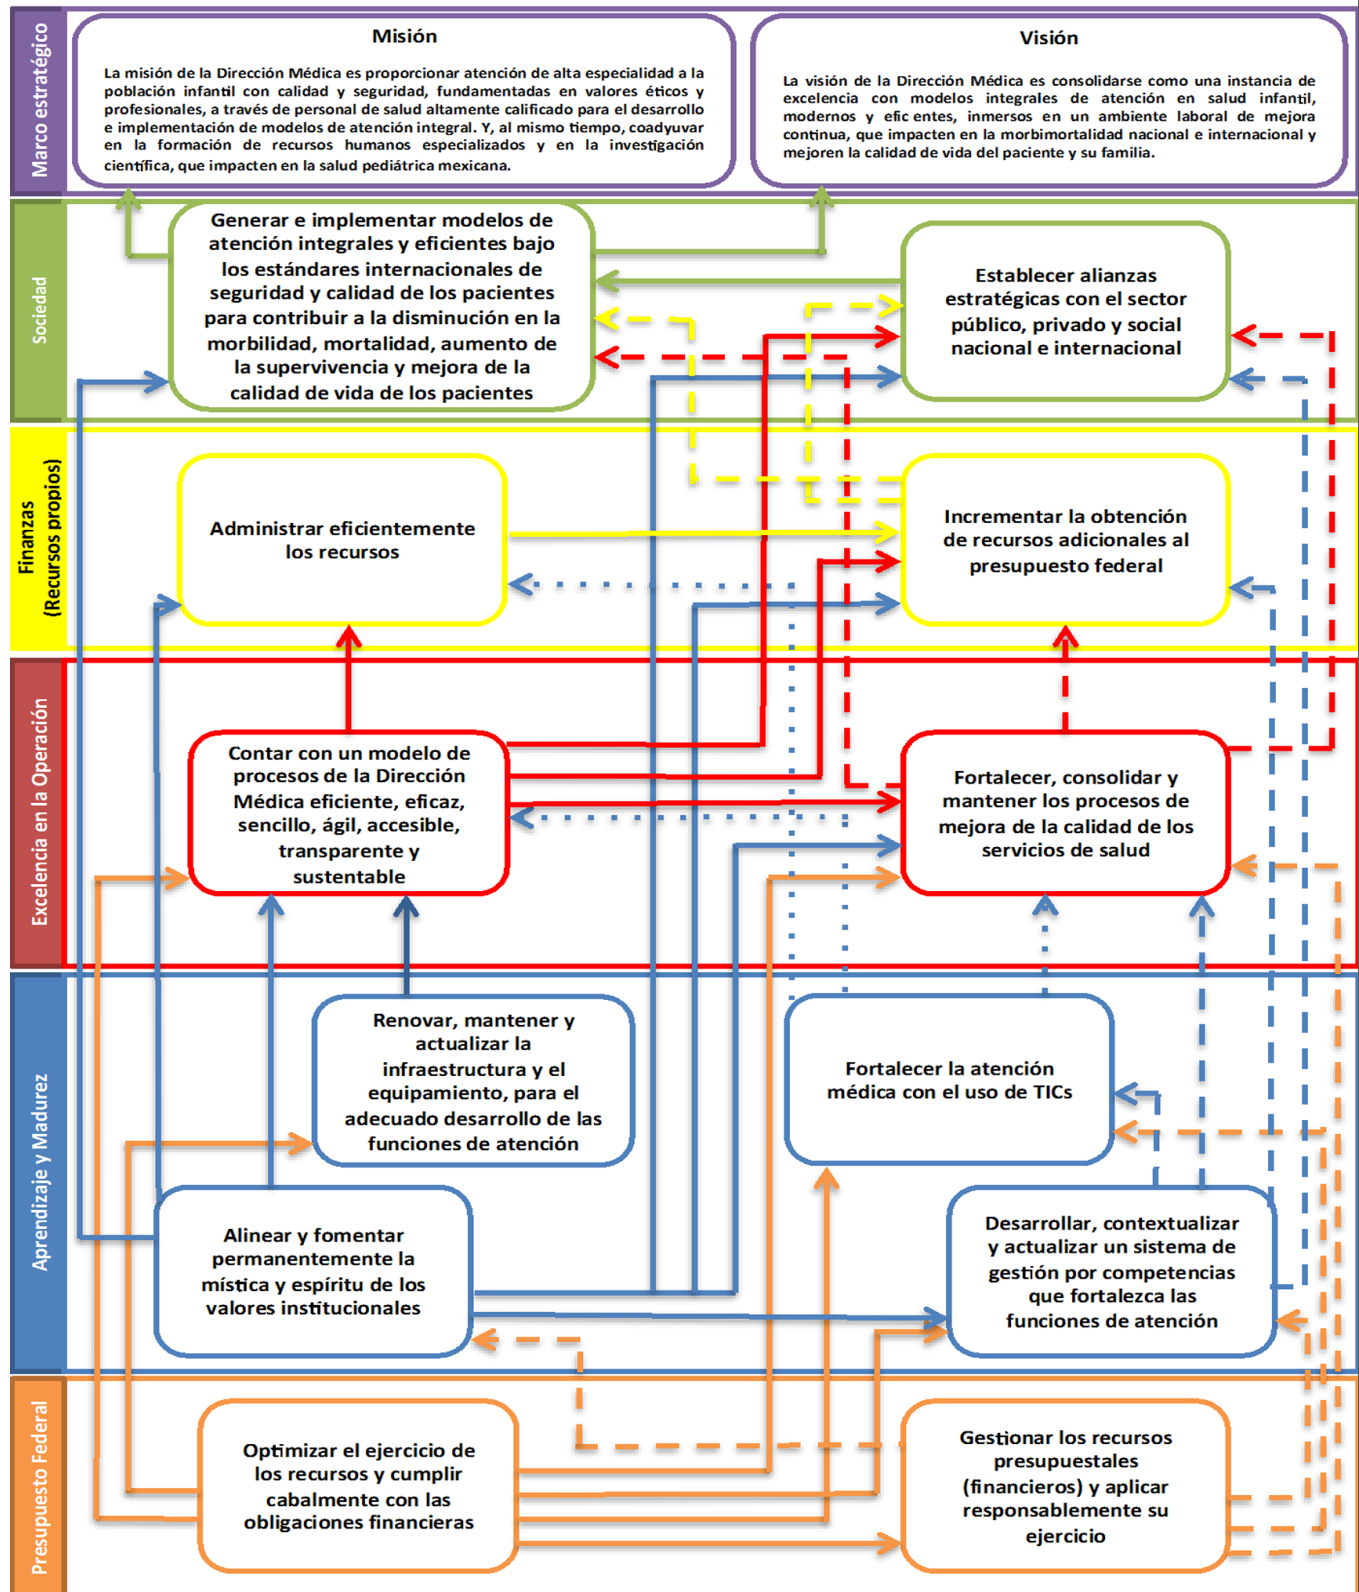 Marco estratégico
Misión
La misión de la Dirección Médica es proporcionar atención de alta especialidad a la
población infantil con calidad y seguridad, fundamentadas en valores éticos y
profesionales, a través de personal de salud altamente calificado para el desarrollo
e implementación de modelos de atención integral. Y, al mismo tiempo, coadyuvar
en la formación de recursos humanos especializados y en la investigación
científica, que impacten en la salud pediátrica mexicana.
Visión
La visión de la Dirección Médica es consolidarse como una instancia de
excelencia con modelos integrales de atención en salud infantil,
modernos y efic entes, inmersos en un ambiente laboral de mejora
continua, que impacten en la morbimortalidad nacional e internacional y
mejoren la calidad de vida del paciente y su familia.
Sociedad
Generar e implementar modelos de
atención integrales y eficientes bajo
los estándares internacionales de
seguridad y calidad de los pacientes
para contribuir a la disminución en la
morbilidad, mortalidad, aumento de
la supervivencia y mejora de la
calidad de vida de los pacientes
Establecer alianzas
estratégicas con el sector
público, privado y social
nacional e internacional
Finanzas
(Recursos propios)
Administrar eficientemente
los recursos
Incrementar la obtención
de recursos adicionales al
presupuesto federal
Excelencia en la Operación
Contar con un modelo de
procesos de la Dirección
Médica eficiente, eficaz,
sencillo, ágil, accesible,
transparente y
sustentable
Fortalecer, consolidar y
mantener los procesos de
mejora de la calidad de los
servicios de salud
Aprendizaje y Madurez
Renovar, mantener y
actualizar la
infraestructura y el
equipamiento, para el
adecuado desarrollo de las
funciones de atención
Fortalecer la atención
médica con el uso de TICs
Alinear y fomentar
permanentemente la
mística y espíritu de los
valores institucionales
Desarrollar, contextualizar
y actualizar un sistema de
gestión por competencias
que fortalezca las
funciones de atención
Presupuesto Federal
Optimizar el ejercicio de
los recursos y cumplir
cabalmente con las
obligaciones financieras
Gestionar los recursos
presupuestales
(financieros) y aplicar
responsablemente su
ejercicio